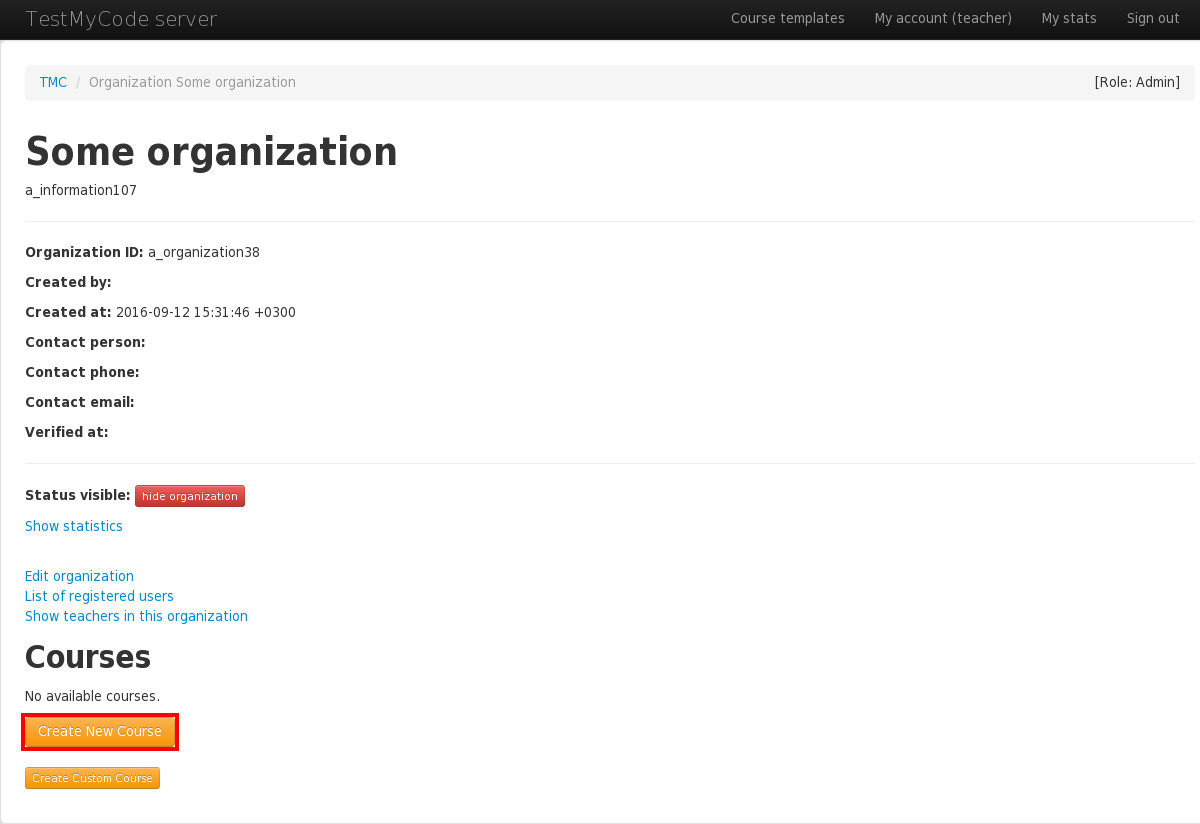 TestMyCode server
Course templates My account (teacher) My stats Sign out
TMC / Organization Some organization [Role: Admin]
Some organization
a_information107
Organization ID: a_organization38
Created by:
Created at: 2016-09-12 15:31:46 +0300
Contact person:
Contact phone:
Contact email:
Verified at:
Status visible: hide organization
Show statistics
Edit organization
List of registered users
Show teachers in this organization
Courses
No available courses.
Create New Course
Create Custom Course